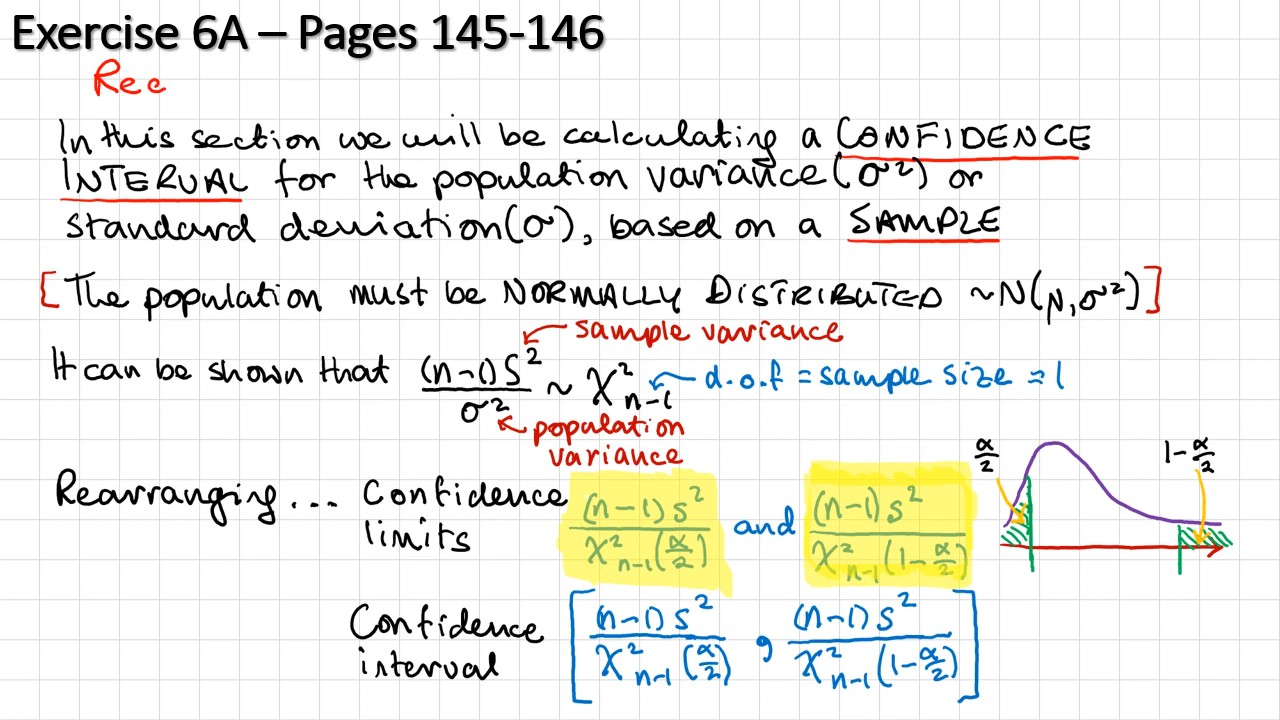 Exercise 6A – Pages 145-146
Rec
In this section we will be calculating a CONFIDENCE
INTERVAL for the population variance (σ²) or
standard deviation (σ), based on a SAMPLE
[The population must be NORMALLY DISTRIBUTED ~N(μ,σ²)]
sample variance
It can be shown that (n-1)S²/σ² ~ χ²ₙ₋₁ d.o.f = sample size - 1
population
variance
α/2 1-α/2
Rearranging... Confidence
limits (n-1)s²/χ²ₙ₋₁(α/2) and (n-1)s²/χ²ₙ₋₁(1-α/2)
Confidence
interval [(n-1)s²/χ²ₙ₋₁(α/2) , (n-1)s²/χ²ₙ₋₁(1-α/2)]